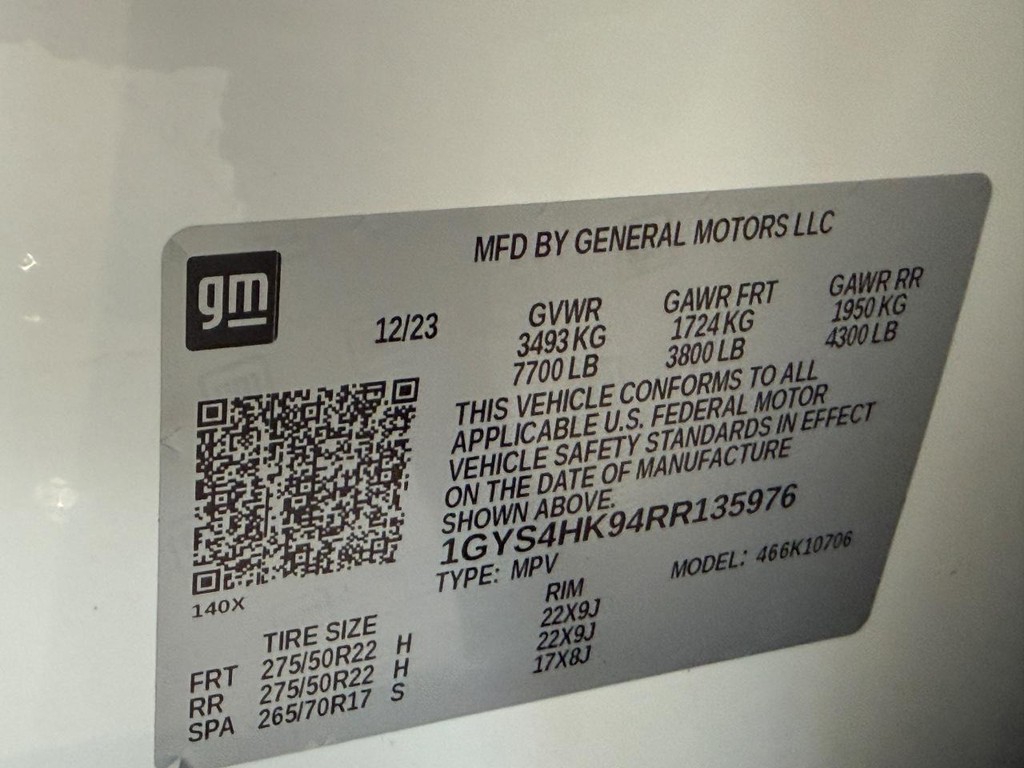 gm
MFD BY GENERAL MOTORS LLC
12/23
GVWR GAWR FRT GAWR RR
3493 KG 1724 KG 1950 KG
7700 LB 3800 LB 4300 LB
THIS VEHICLE CONFORMS TO ALL
APPLICABLE U.S. FEDERAL MOTOR
VEHICLE SAFETY STANDARDS IN EFFECT
ON THE DATE OF MANUFACTURE
SHOWN ABOVE.
1GYS4HK94RR135976
TYPE: MPV MODEL: 466K10706
140X
TIRE SIZE RIM
FRT 275/50R22 H 22X9J
RR 275/50R22 H 22X9J
SPA 265/70R17 S 17X8J